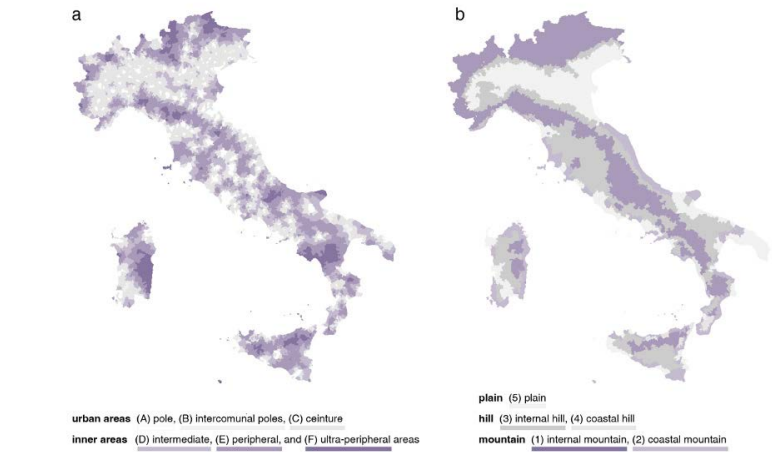 a
b
urban areas (A) pole, (B) intercomunal poles, (C) ceinture
inner areas (D) intermediate, (E) peripheral, and (F) ultra-peripheral areas
plain (5) plain
hill (3) internal hill, (4) coastal hill
mountain (1) internal mountain, (2) coastal mountain